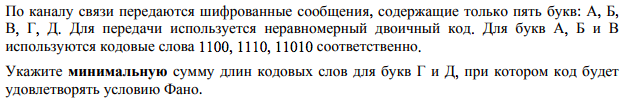 По каналу связи передаются шифрованные сообщения, содержащие только пять букв: А, Б,
В, Г, Д. Для передачи используется неравномерный двоичный код. Для букв А, Б и В
используются кодовые слова 1100, 1110, 11010 соответственно.
Укажите минимальную сумму длин кодовых слов для букв Г и Д, при котором код будет
удовлетворять условию Фано.